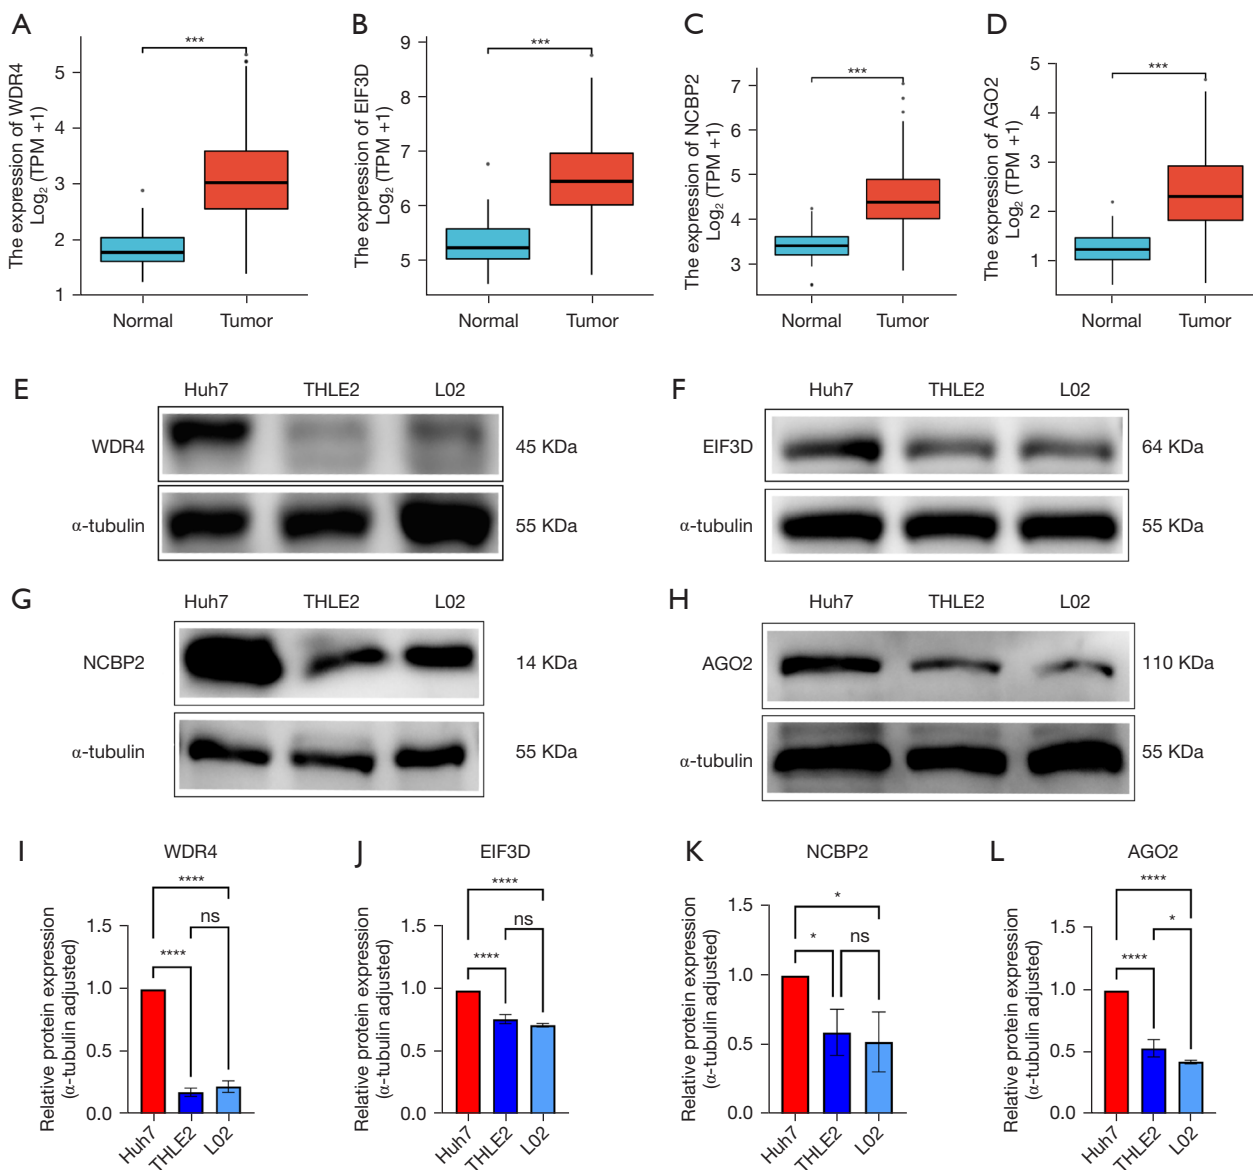 A
The expression of WDR4
Log₂ (TPM +1)
5
4
3
2
1
***
Normal
Tumor
B
The expression of EIF3D
Log₂ (TPM +1)
9
8
7
6
5
***
Normal
Tumor
C
The expression of NCBP2
Log₂ (TPM +1)
7
6
5
4
3
***
Normal
Tumor
D
The expression of AGO2
Log₂ (TPM +1)
5
4
3
2
1
***
Normal
Tumor
E
Huh7 THLE2 L02
WDR4 45 KDa
α-tubulin 55 KDa
F
Huh7 THLE2 L02
EIF3D 64 KDa
α-tubulin 55 KDa
G
Huh7 THLE2 L02
NCBP2 14 KDa
α-tubulin 55 KDa
H
Huh7 THLE2 L02
AGO2 110 KDa
α-tubulin 55 KDa
I
WDR4
Relative protein expression
(α-tubulin adjusted)
1.5
1.0
0.5
0.0
****
ns
****
Huh7
THLE2
L02
J
EIF3D
Relative protein expression
(α-tubulin adjusted)
1.5
1.0
0.5
0.0
****
ns
****
Huh7
THLE2
L02
K
NCBP2
Relative protein expression
(α-tubulin adjusted)
1.5
1.0
0.5
0.0
*
*
ns
Huh7
THLE2
L02
L
AGO2
Relative protein expression
(α-tubulin adjusted)
1.5
1.0
0.5
0.0
****
*
****
Huh7
THLE2
L02